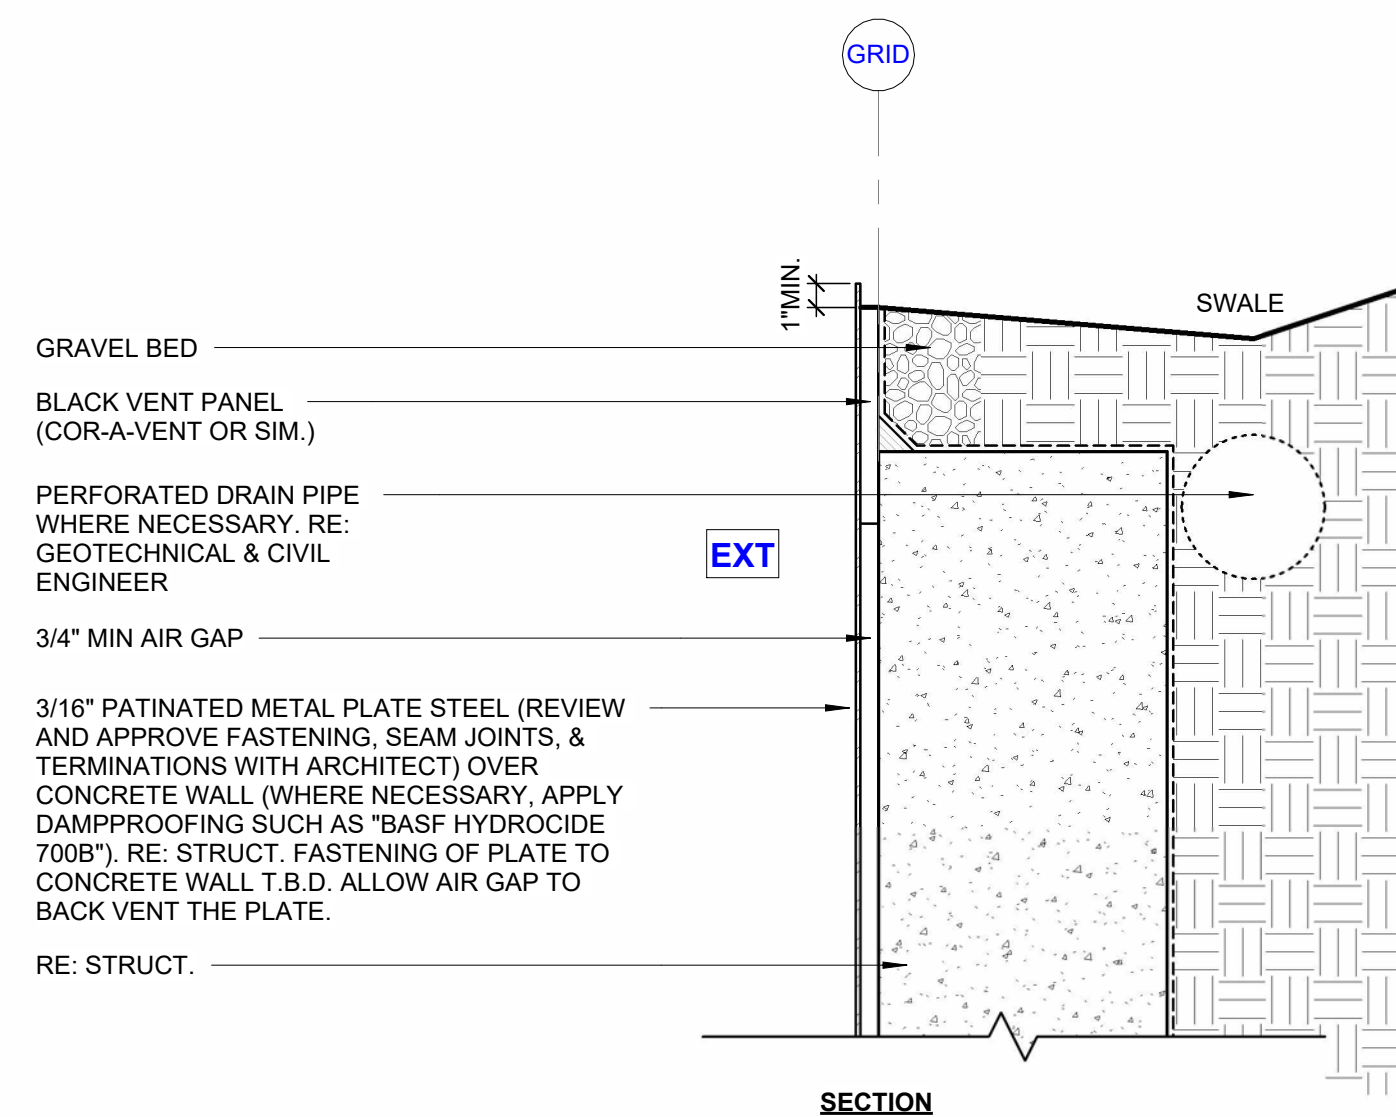 GRID
1"MIN.
SWALE
GRAVEL BED
BLACK VENT PANEL
(COR-A-VENT OR SIM.)
PERFORATED DRAIN PIPE
WHERE NECESSARY. RE:
GEOTECHNICAL & CIVIL
ENGINEER
EXT
3/4" MIN AIR GAP
3/16" PATINATED METAL PLATE STEEL (REVIEW
AND APPROVE FASTENING, SEAM JOINTS, &
TERMINATIONS WITH ARCHITECT) OVER
CONCRETE WALL (WHERE NECESSARY, APPLY
DAMPPROOFING SUCH AS "BASF HYDROCIDE
700B"). RE: STRUCT. FASTENING OF PLATE TO
CONCRETE WALL T.B.D. ALLOW AIR GAP TO
BACK VENT THE PLATE.
RE: STRUCT.
SECTION